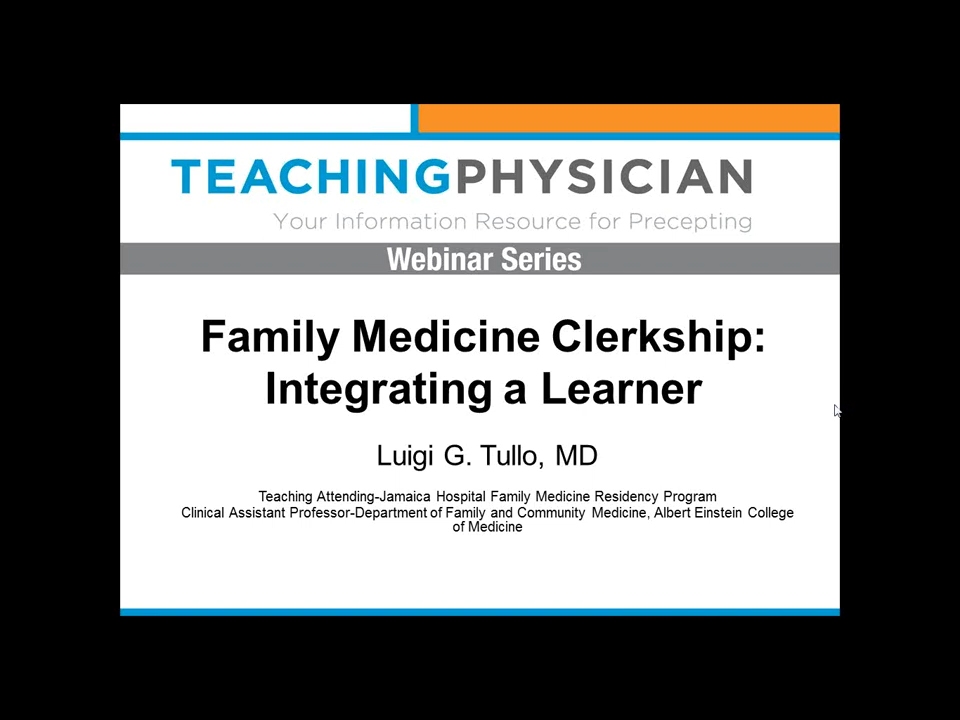 TEACHINGPHYSICIAN
Your Information Resource for Precepting
Webinar Series
Family Medicine Clerkship:
Integrating a Learner
Luigi G. Tullo, MD
Teaching Attending-Jamaica Hospital Family Medicine Residency Program
Clinical Assistant Professor-Department of Family and Community Medicine, Albert Einstein College
of Medicine